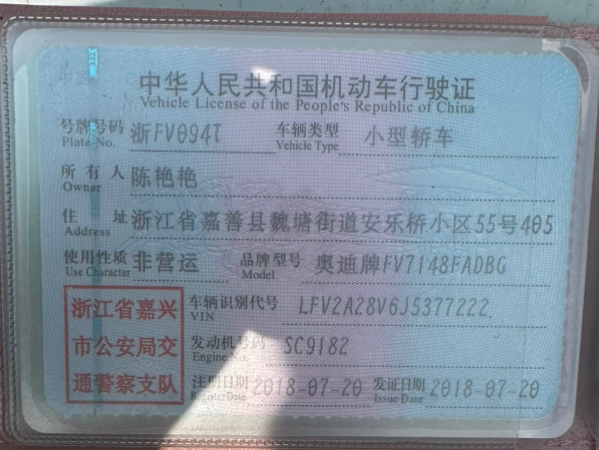 中华人民共和国机动车行驶证
Vehicle License of the People's Republic of China
号牌号码 浙FV094T 车辆类型 小型轿车
Plate No. Vehicle Type
所有人 陈艳艳
Owner
住址 浙江省嘉善县魏塘街道安乐桥小区55号405
Address
使用性质 非营运 品牌型号 奥迪牌FV7148FADBG
Use Character Model
浙江省嘉兴 车辆识别代号 LFV2A28V6J5377222
VIN
市公安局交 发动机号码 SC9182
Engine No.
通警察支队 注册日期 2018-07-20 发证日期 2018-07-20
Register Date Issue Date